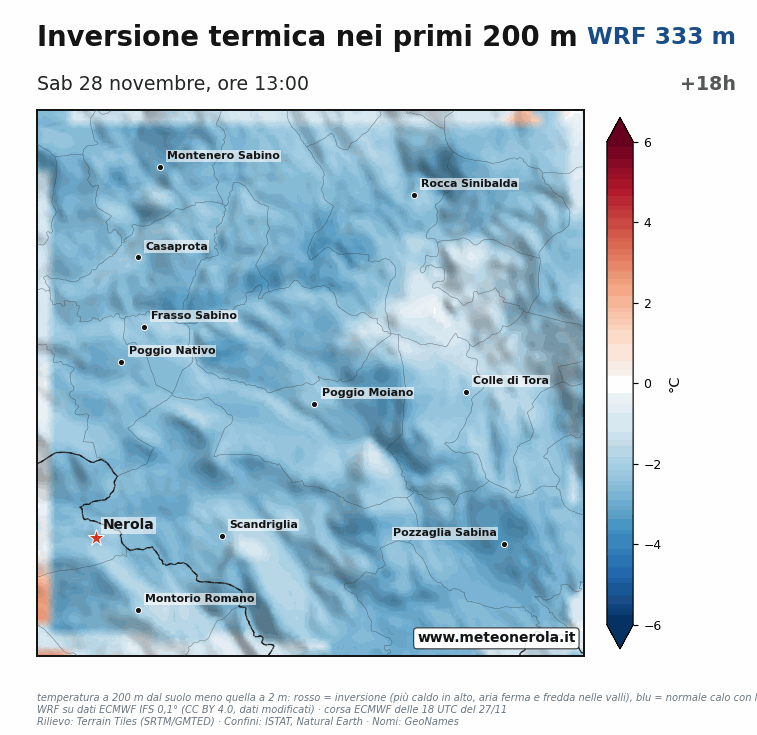 Inversione termica nei primi 200 m WRF 333 m
Sab 28 novembre, ore 13:00
+18h
Montenero Sabino
Rocca Sinibalda
Casaprota
Frasso Sabino
Poggio Nativo
Poggio Moiano
Colle di Tora
Nerola
Scandriglia
Pozzaglia Sabina
Montorio Romano
www.meteonerola.it
6
4
2
0
−2
−4
−6
°C
temperatura a 200 m dal suolo meno quella a 2 m: rosso = inversione (più caldo in alto, aria ferma e fredda nelle valli), blu = normale calo con l
WRF su dati ECMWF IFS 0,1° (CC BY 4.0, dati modificati) · corsa ECMWF delle 18 UTC del 27/11
Rilievo: Terrain Tiles (SRTM/GMTED) · Confini: ISTAT, Natural Earth · Nomi: GeoNames